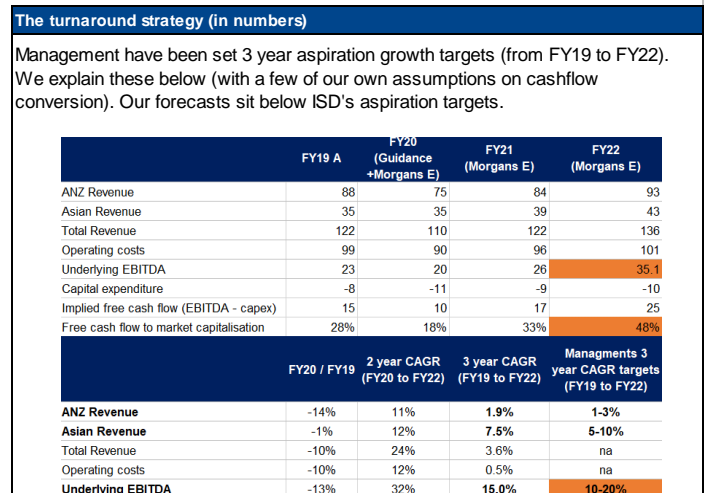 The turnaround strategy (in numbers)
Management have been set 3 year aspiration growth targets (from FY19 to FY22).
We explain these below (with a few of our own assumptions on cashflow
conversion). Our forecasts sit below ISD's aspiration targets.
FY19 A FY20 (Guidance +Morgans E) FY21 (Morgans E) FY22 (Morgans E)
ANZ Revenue 88 75 84 93
Asian Revenue 35 35 39 43
Total Revenue 122 110 122 136
Operating costs 99 90 96 101
Underlying EBITDA 23 20 26 35.1
Capital expenditure -8 -11 -9 -10
Implied free cash flow (EBITDA - capex) 15 10 17 25
Free cash flow to market capitalisation 28% 18% 33% 48%
FY20 / FY19 2 year CAGR (FY20 to FY22) 3 year CAGR (FY19 to FY22) Managments 3 year CAGR targets (FY19 to FY22)
ANZ Revenue -14% 11% 1.9% 1-3%
Asian Revenue -1% 12% 7.5% 5-10%
Total Revenue -10% 24% 3.6% na
Operating costs -10% 12% 0.5% na
Underlying EBITDA -13% 32% 15.0% 10-20%